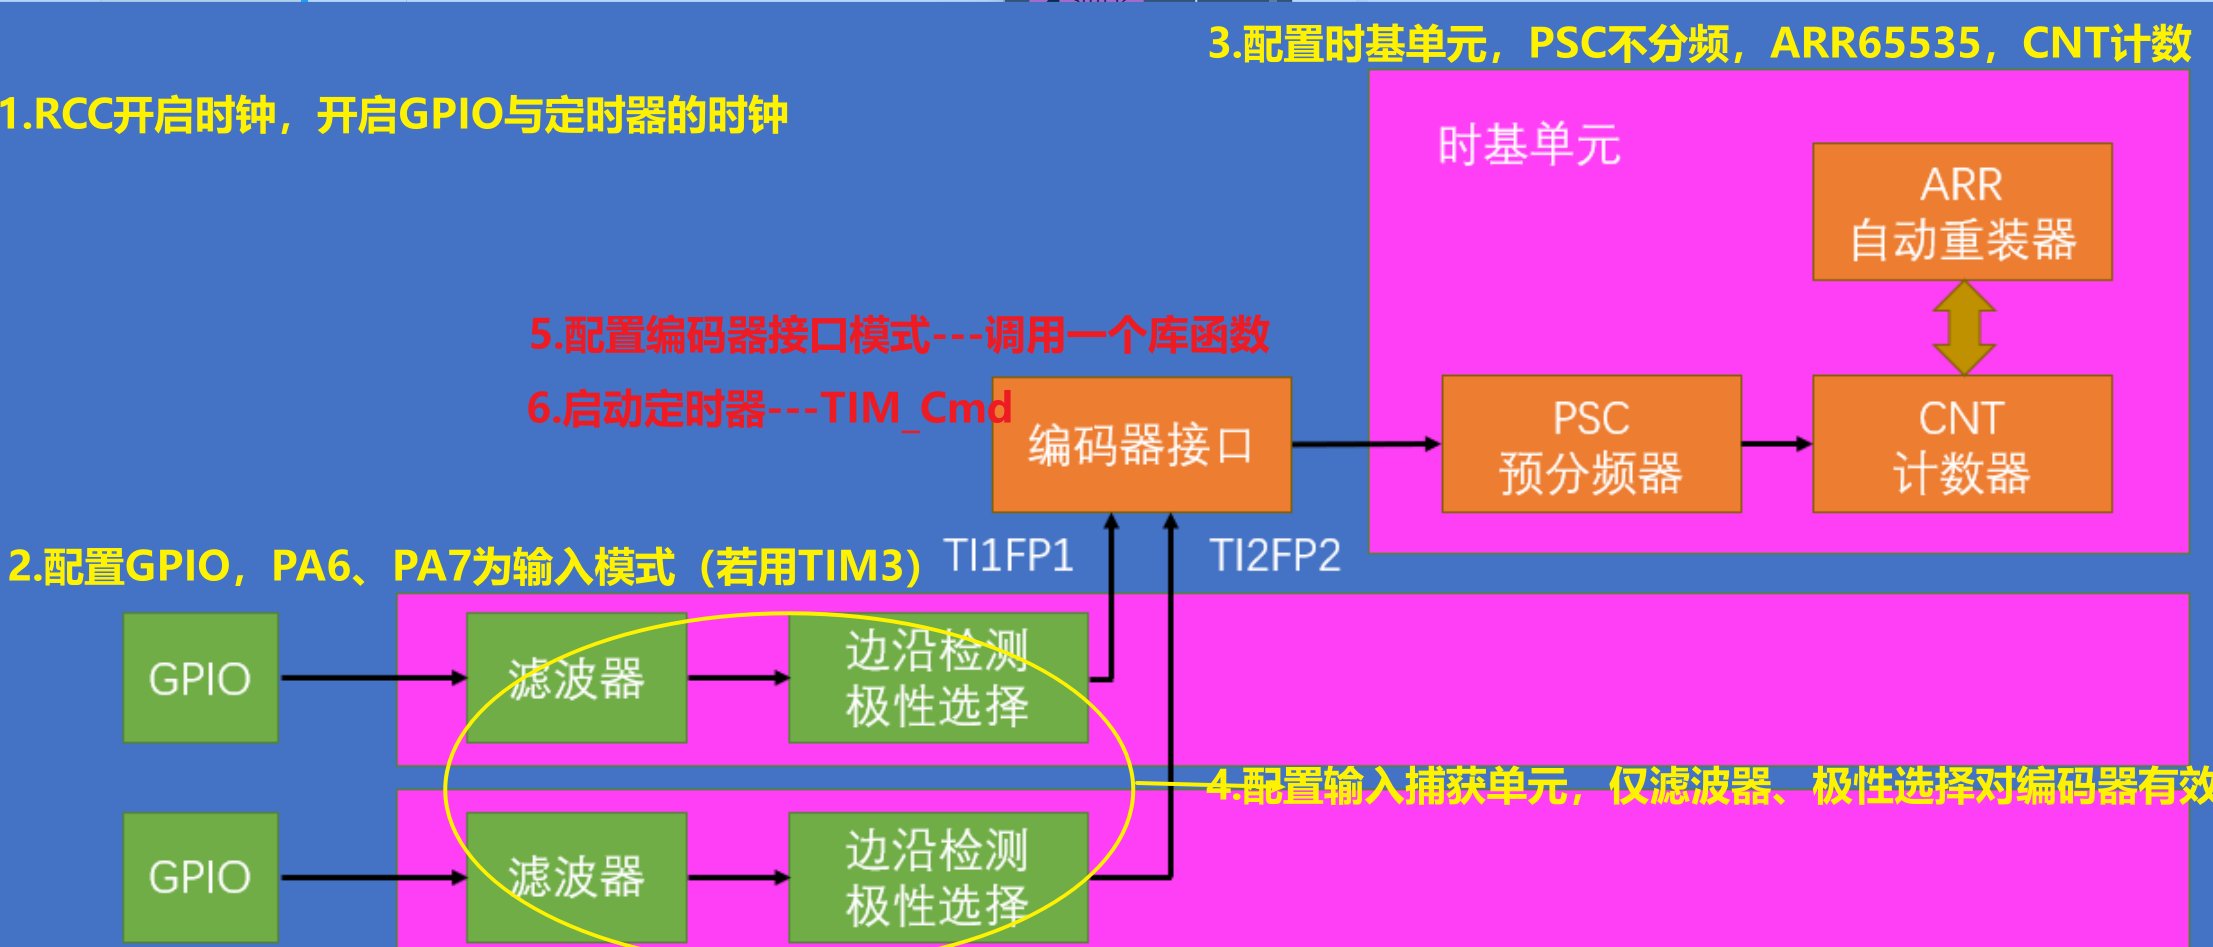 3.配置时基单元，PSC不分频，ARR65535，CNT计数
1.RCC开启时钟，开启GPIO与定时器的时钟
时基单元
ARR
自动重装器
5.配置编码器接口模式---调用一个库函数
6.启动定时器---TIM_Cmd
编码器接口
PSC
预分频器
CNT
计数器
2.配置GPIO，PA6、PA7为输入模式（若用TIM3）
TI1FP1
TI2FP2
GPIO
滤波器
边沿检测
极性选择
4.配置输入捕获单元，仅滤波器、极性选择对编码器有效
GPIO
滤波器
边沿检测
极性选择